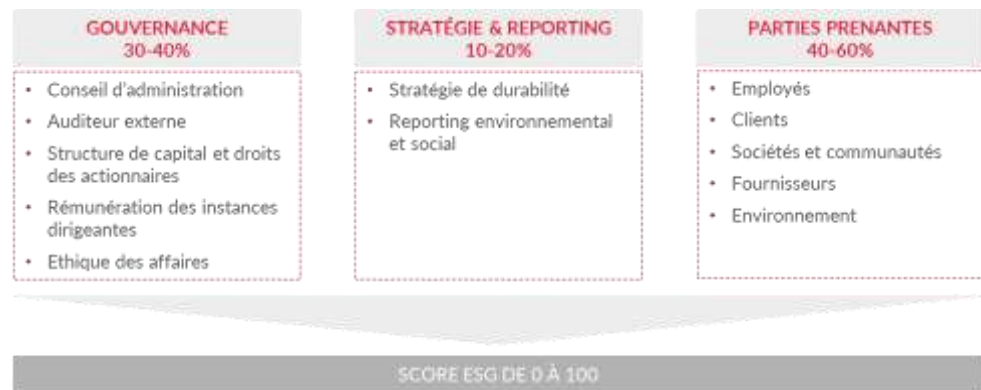 GOUVERNANCE
30-40%
• Conseil d'administration
• Auditeur externe
• Structure de capital et droits
des actionnaires
• Rémunération des instances
dirigeantes
• Ethique des affaires
STRATÉGIE & REPORTING
10-20%
• Stratégie de durabilité
• Reporting environnemental
et social
PARTIES PRENANTES
40-60%
• Employés
• Clients
• Sociétés et communautés
• Fournisseurs
• Environnement
SCORE ESG DE 0 À 100